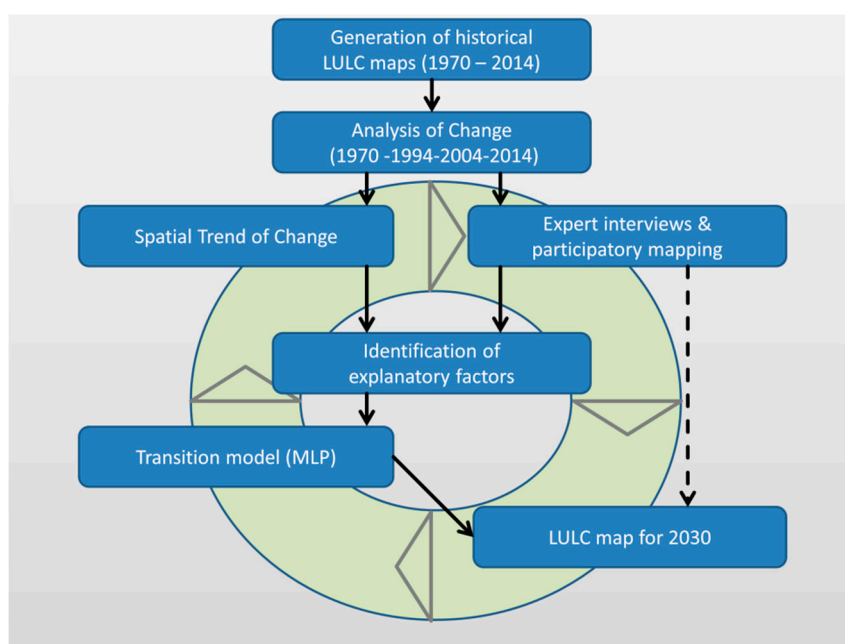 Generation of historical
LULC maps (1970 – 2014)
Analysis of Change
(1970 -1994-2004-2014)
Spatial Trend of Change
Expert interviews &
participatory mapping
Identification of
explanatory factors
Transition model (MLP)
LULC map for 2030